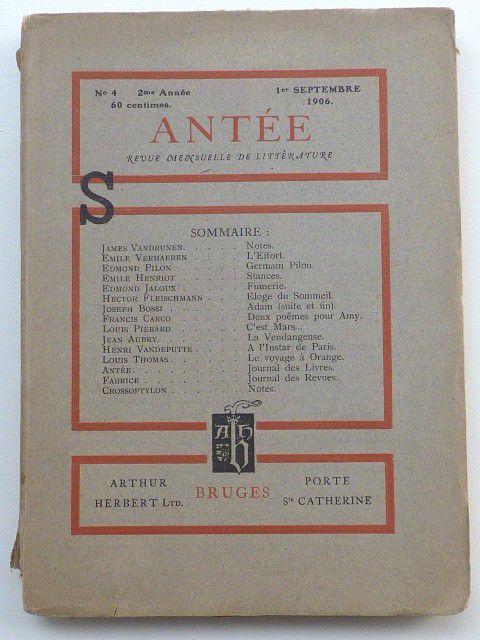 No 4 2me Année 1er SEPTEMBRE
60 centimes. 1906.
ANTÉE
REVUE MENSUELLE DE LITTÉRATURE
S
SOMMAIRE :
JAMES VANDRUNEN. . . . . Notes.
EMILE VERHAEREN . . . . L'Effort.
EDMOND PILON . . . . . Germain Pilon.
EMILE HENRIOT . . . . . Stances.
EDMOND JALOUX . . . . . Fumerie.
HECTOR FLEISCHMANN . . . Eloge du Sommeil.
JOSEPH BOSSI . . . . . Adam (suite et fin).
FRANCIS CARCO . . . . . Deux poèmes pour Amy.
LOUIS PIERARD . . . . . C'est Mars...
JEAN AUBRY. . . . . . La Vendangeuse.
HENRI VANDEPUTTE . . . . A l'Instar de Paris.
LOUIS THOMAS. . . . . . Le voyage à Orange.
ANTÉE. . . . . . . . Journal des Livres.
FABRICE . . . . . . . Journal des Revues.
CROSSOPTYLON . . . . . Notes.
A H
ARTHUR HERBERT LTD.
BRUGES
PORTE Ste CATHERINE